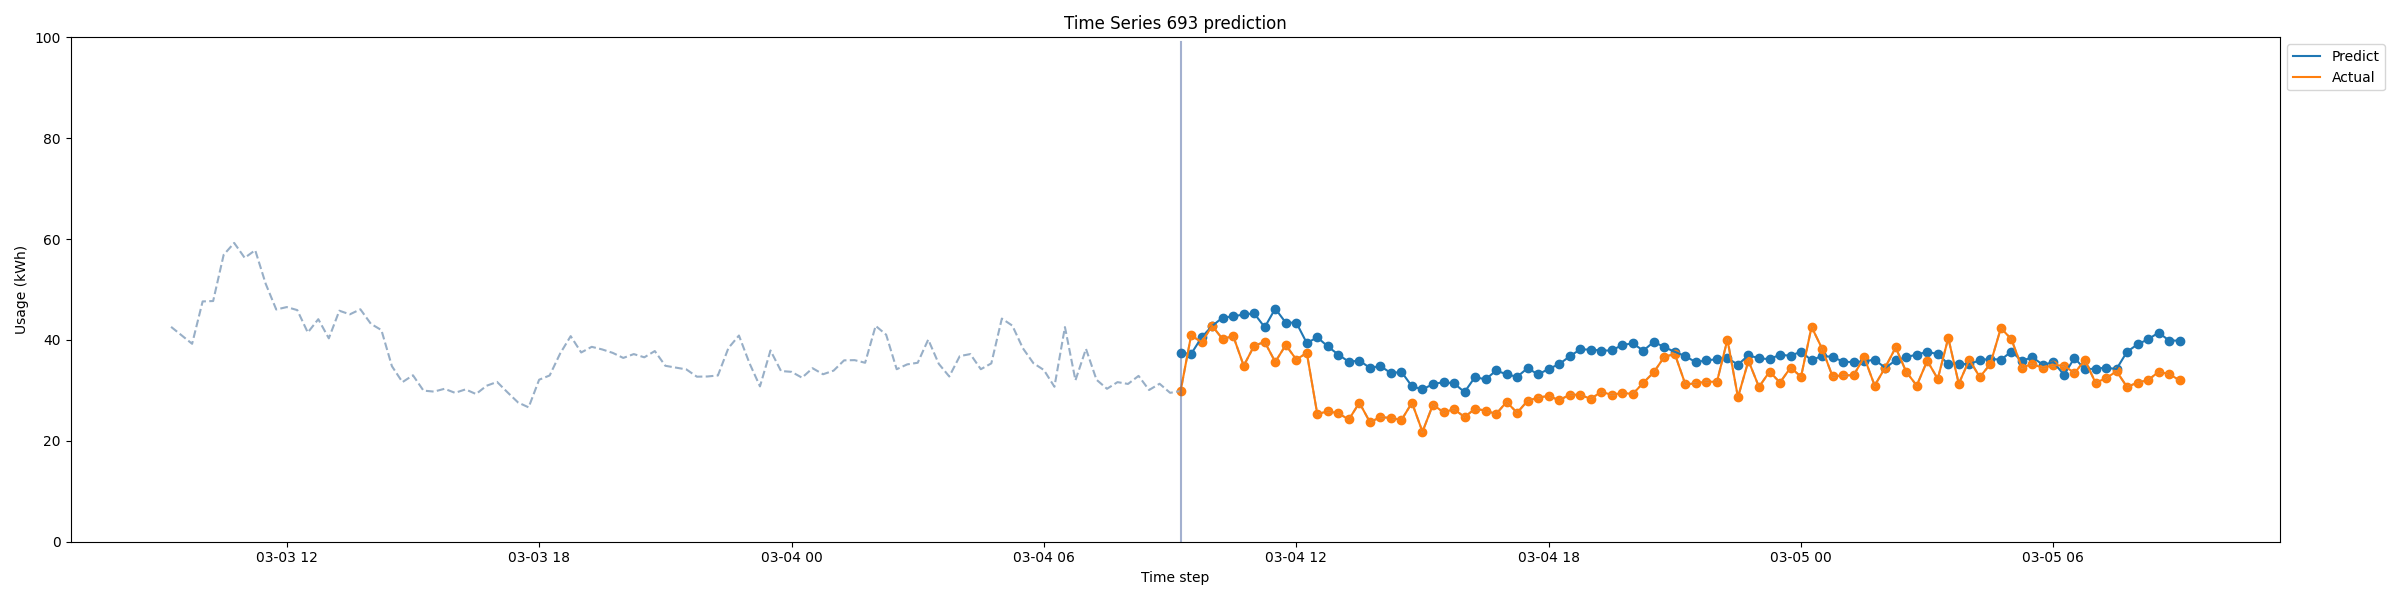 Time Series 693 prediction
100
80
60
40
20
0
Usage (kWh)
03-03 12
03-03 18
03-04 00
03-04 06
03-04 12
03-04 18
03-05 00
03-05 06
Time step
Predict
Actual